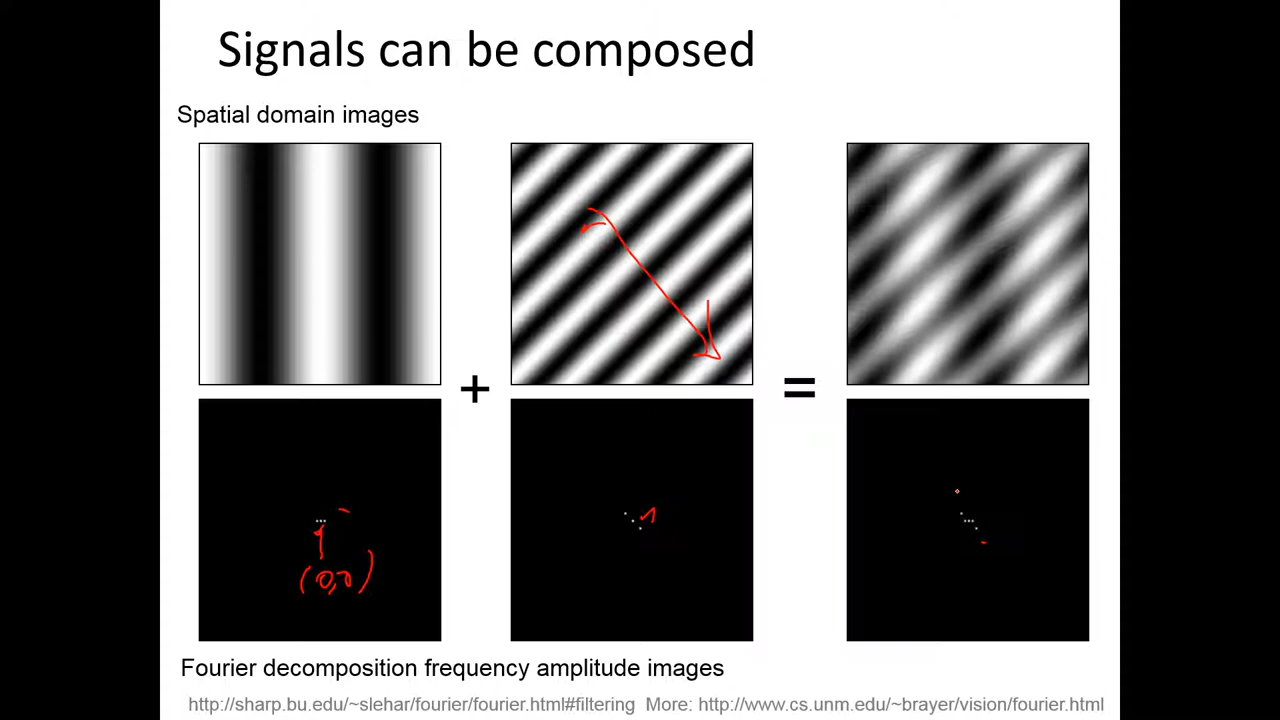 Signals can be composed
Spatial domain images
+
=
(0,0)
Fourier decomposition frequency amplitude images
http://sharp.bu.edu/~slehar/fourier/fourier.html#filtering More: http://www.cs.unm.edu/~brayer/vision/fourier.html